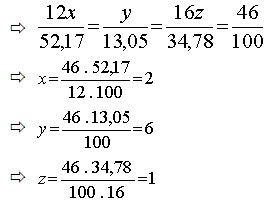 ⇨ 12x/52,17 = y/13,05 = 16z/34,78 = 46/100
⇨ x = 46 . 52,17/12 . 100 = 2
⇨ y = 46 . 13,05/100 = 6
⇨ z = 46 . 34,78/100 . 16 = 1